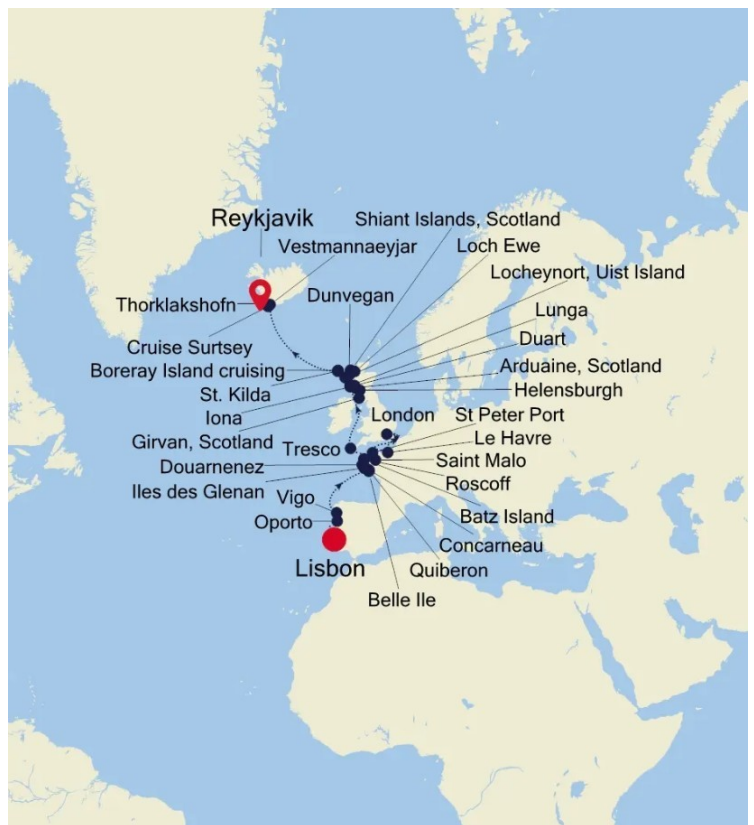 Reykjavik
Shiant Islands, Scotland
Vestmannaeyjar
Loch Ewe
Locheynort, Uist Island
Dunvegan
Thorklakshofn
Lunga
Duart
Cruise Surtsey
Boreray Island cruising
Arduaine, Scotland
St. Kilda
Helensburgh
Iona
London
St Peter Port
Girvan, Scotland
Le Havre
Tresco
Saint Malo
Douarnenez
Roscoff
Iles des Glenan
Vigo
Batz Island
Oporto
Concarneau
Lisbon
Quiberon
Belle Ile